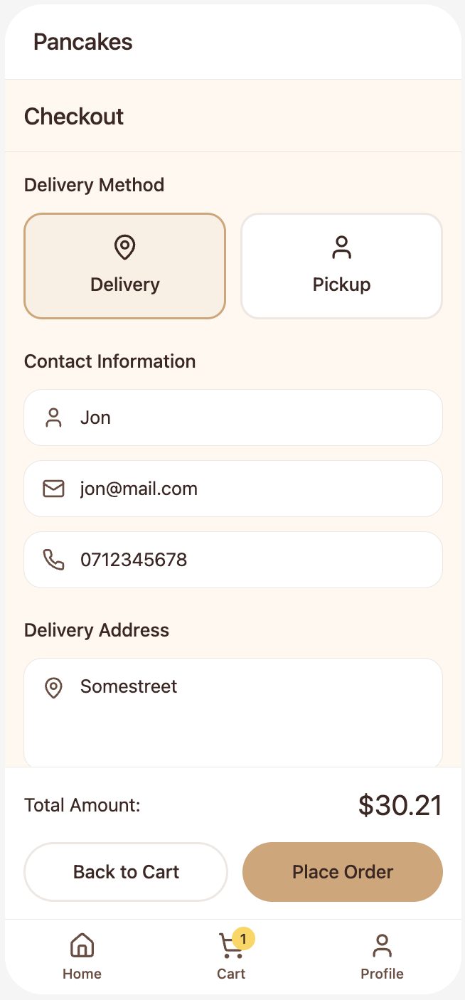 Pancakes
Checkout
Delivery Method
Delivery
Pickup
Contact Information
Jon
jon@mail.com
0712345678
Delivery Address
Somestreet
Total Amount:
$30.21
Back to Cart
Place Order
1
Home
Cart
Profile